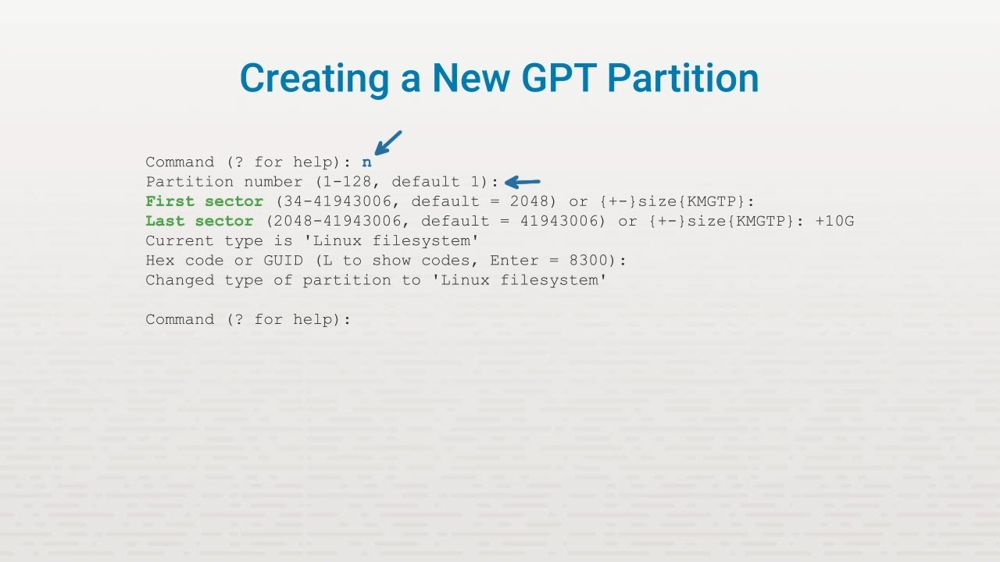 Creating a New GPT Partition
Command (? for help): n
Partition number (1-128, default 1):
First sector (34-41943006, default = 2048) or {+-}size{KMGTP}:
Last sector (2048-41943006, default = 41943006) or {+-}size{KMGTP}: +10G
Current type is 'Linux filesystem'
Hex code or GUID (L to show codes, Enter = 8300):
Changed type of partition to 'Linux filesystem'
Command (? for help):